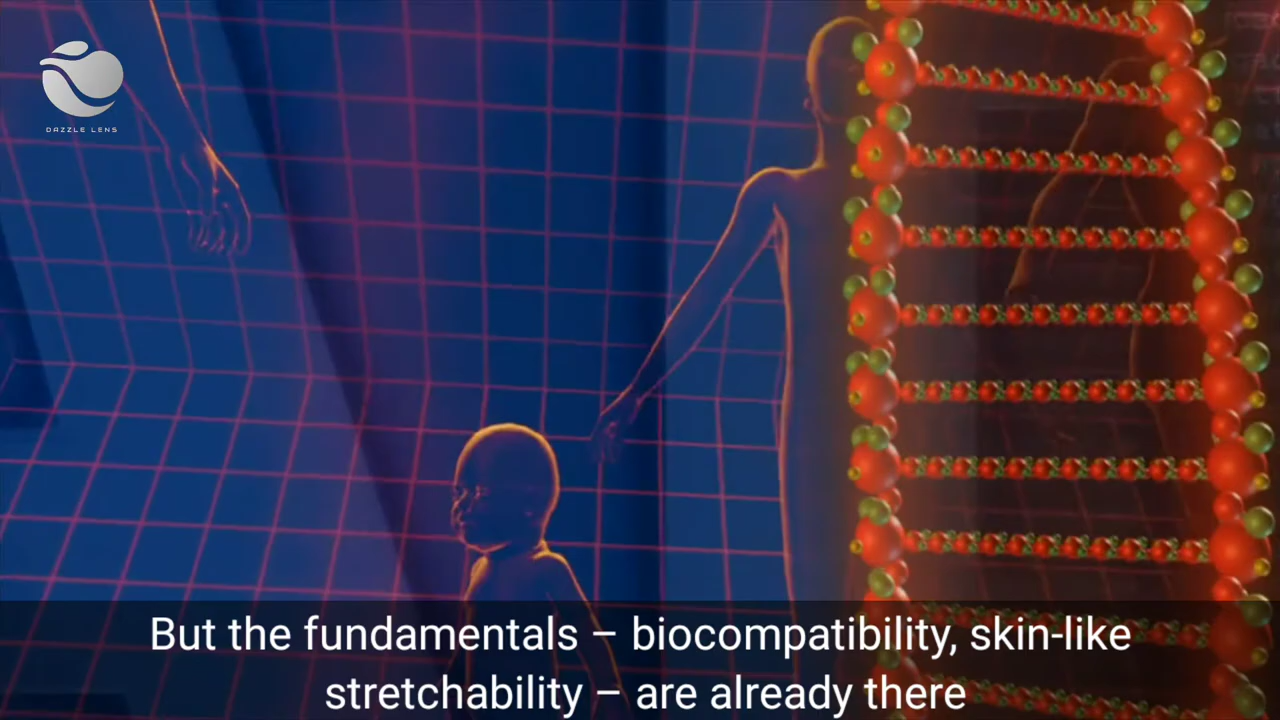 DAZZLE LENS
But the fundamentals – biocompatibility, skin-like
stretchability – are already there